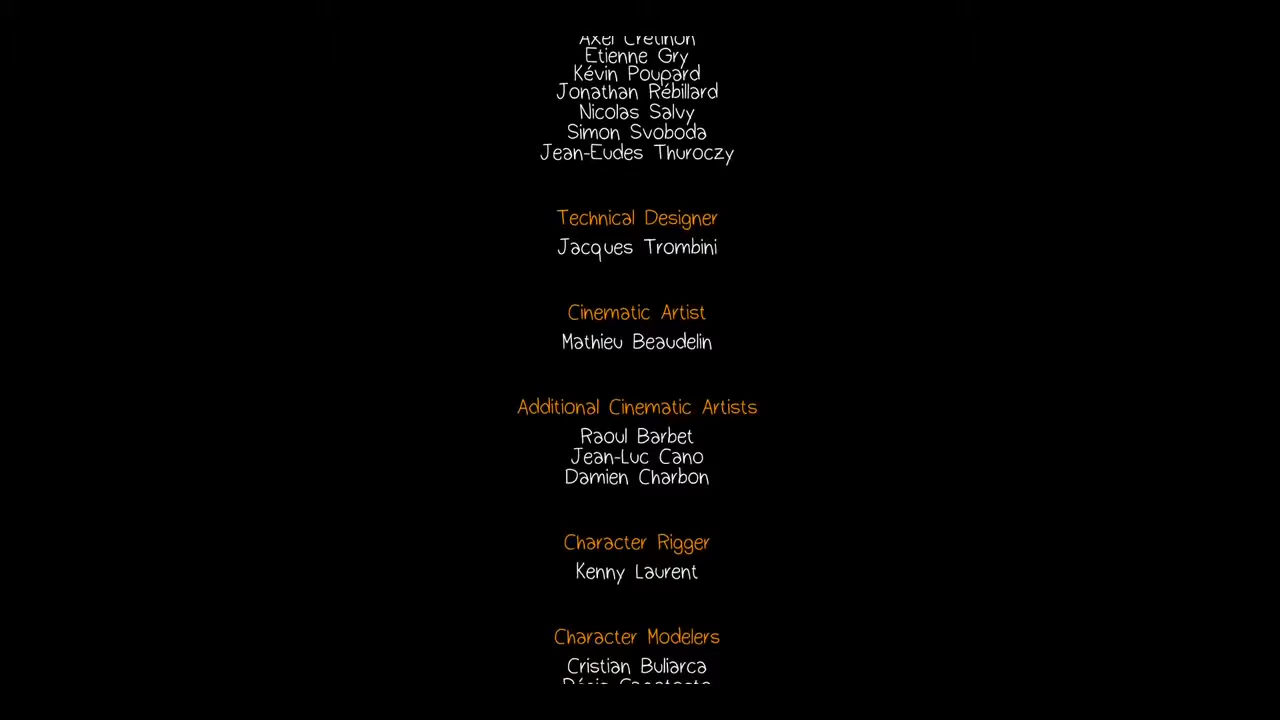 Etienne Gry
Kévin Poupard
Jonathan Rébillard
Nicolas Salvy
Simon Svoboda
Jean-Eudes Thuroczy
Technical Designer
Jacques Trombini
Cinematic Artist
Mathieu Beaudelin
Additional Cinematic Artists
Raoul Barbet
Jean-Luc Cano
Damien Charbon
Character Rigger
Kenny Laurent
Character Modelers
Cristian Buliarca